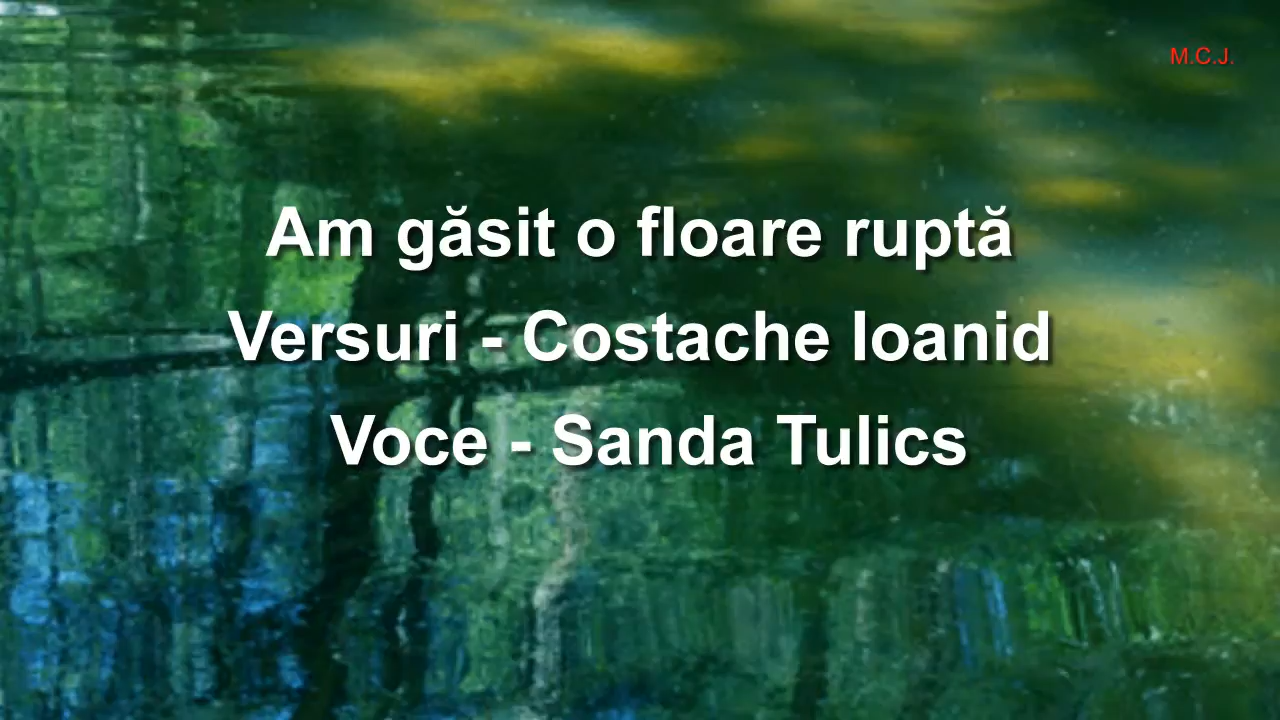 M.C.J.
Am găsit o floare ruptă
Versuri - Costache Ioanid
Voce - Sanda Tulics